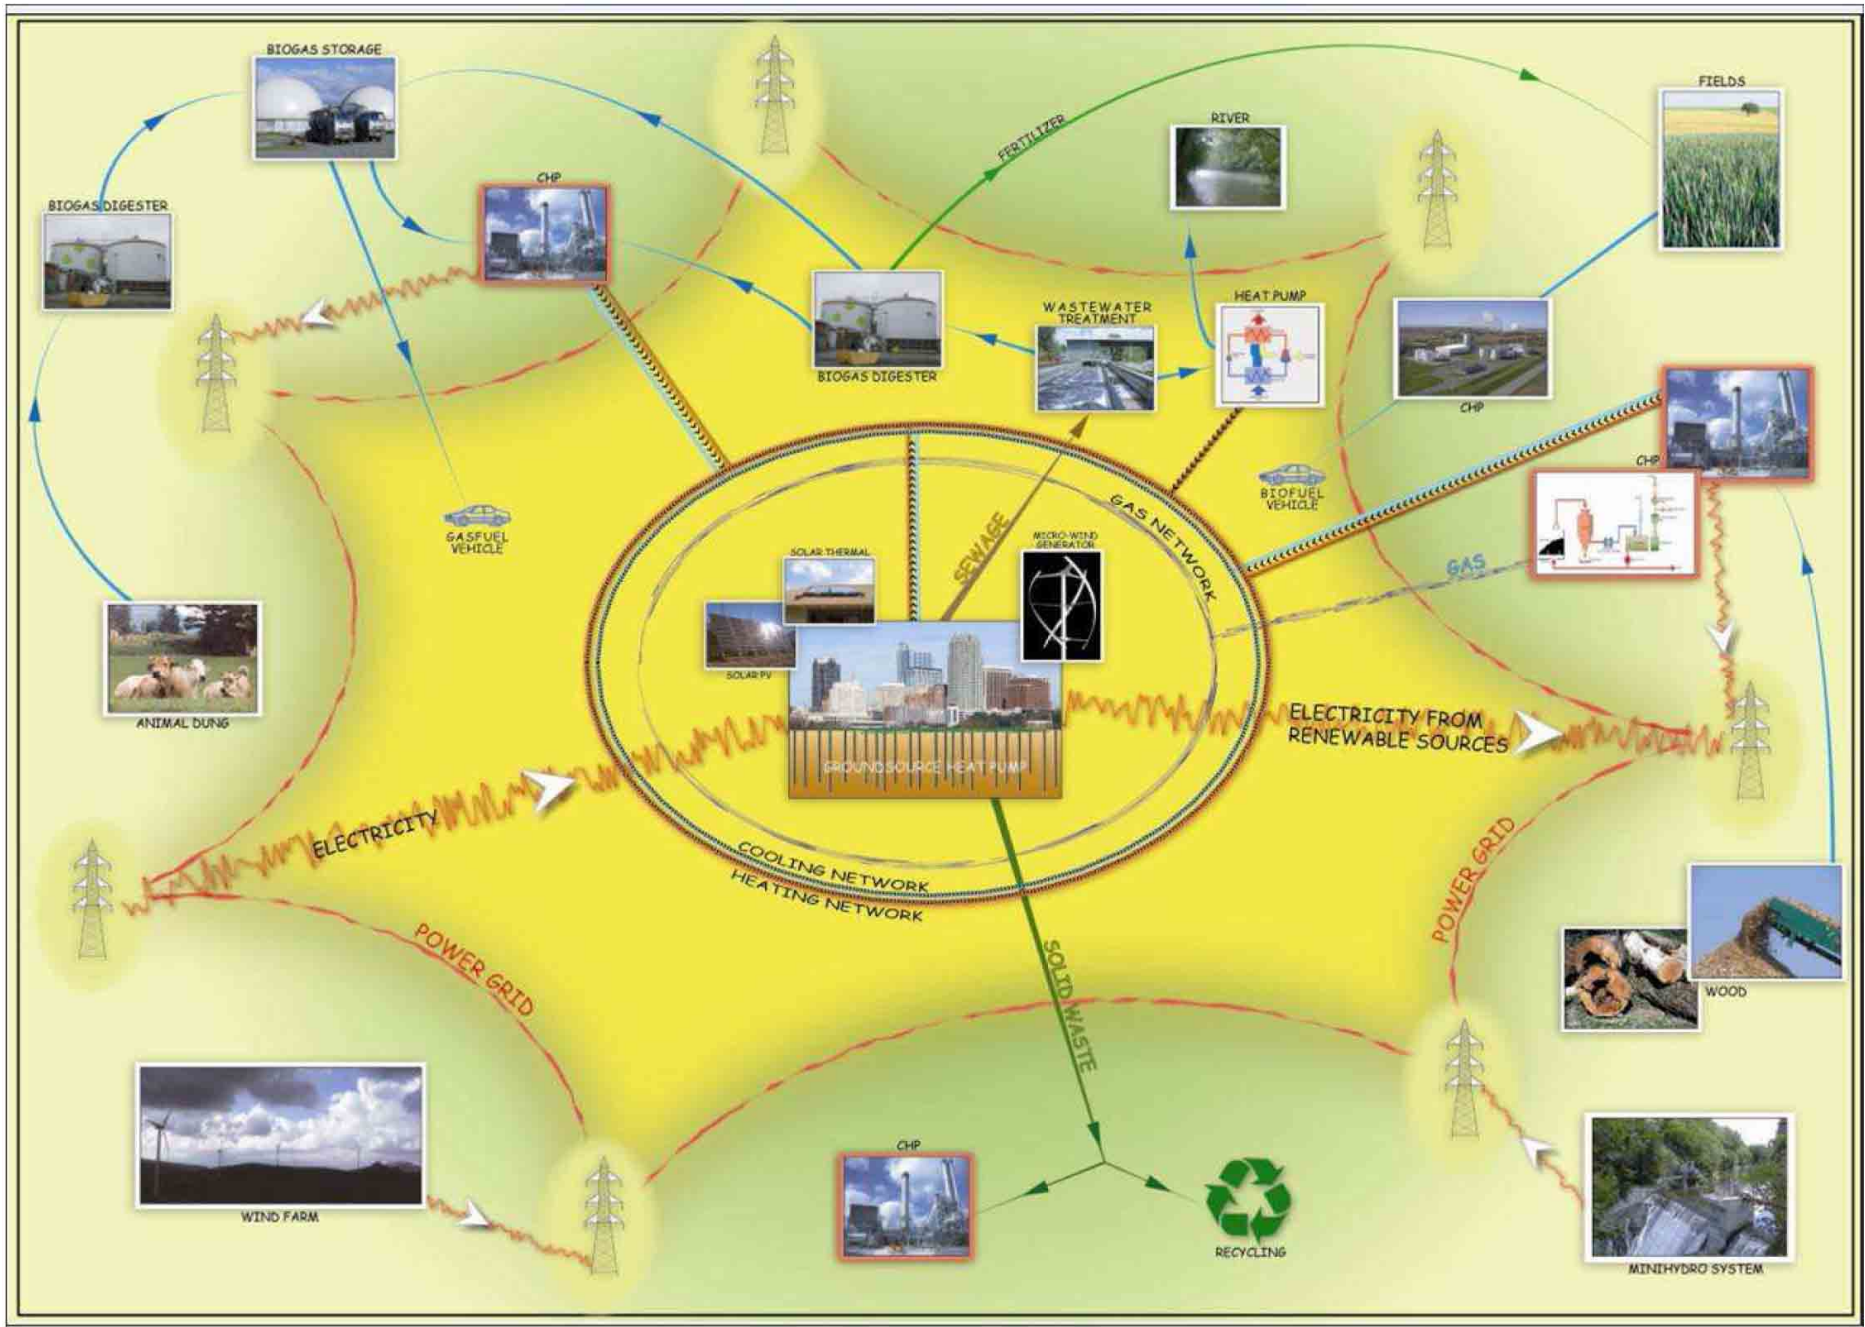 BIOGAS STORAGE
FIELDS
RIVER
FERTILIZER
CHP
BIOGAS DIGESTER
HEAT PUMP
WASTEWATER
TREATMENT
BIOGAS DIGESTER
CHP
CHP
BIOFUEL
VEHICLE
GAS NETWORK
GASFUEL
VEHICLE
SEWAGE
MICRO-WIND
GENERATOR
SOLAR THERMAL
GAS
SOLAR PV
ANIMAL DUNG
ELECTRICITY FROM
RENEWABLE SOURCES
GROUND SOURCE HEAT PUMP
ELECTRICITY
COOLING NETWORK
HEATING NETWORK
POWER GRID
POWER GRID
SOLID WASTE
WOOD
CHP
WIND FARM
RECYCLING
MINIHYDRO SYSTEM